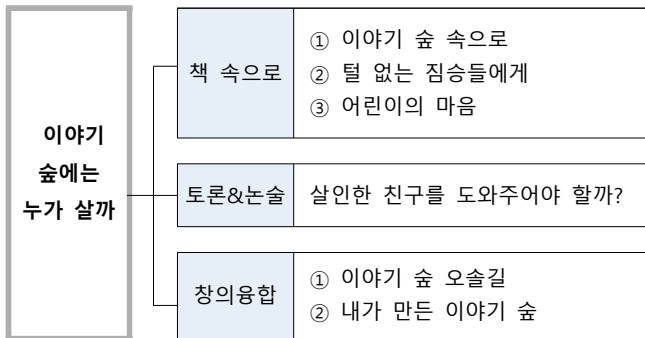 이야기
숲에는
누가 살까
책 속으로
① 이야기 숲 속으로
② 털 없는 짐승들에게
③ 어린이의 마음
토론&논술
살인한 친구를 도와주어야 할까?
창의융합
① 이야기 숲 오솔길
② 내가 만든 이야기 숲